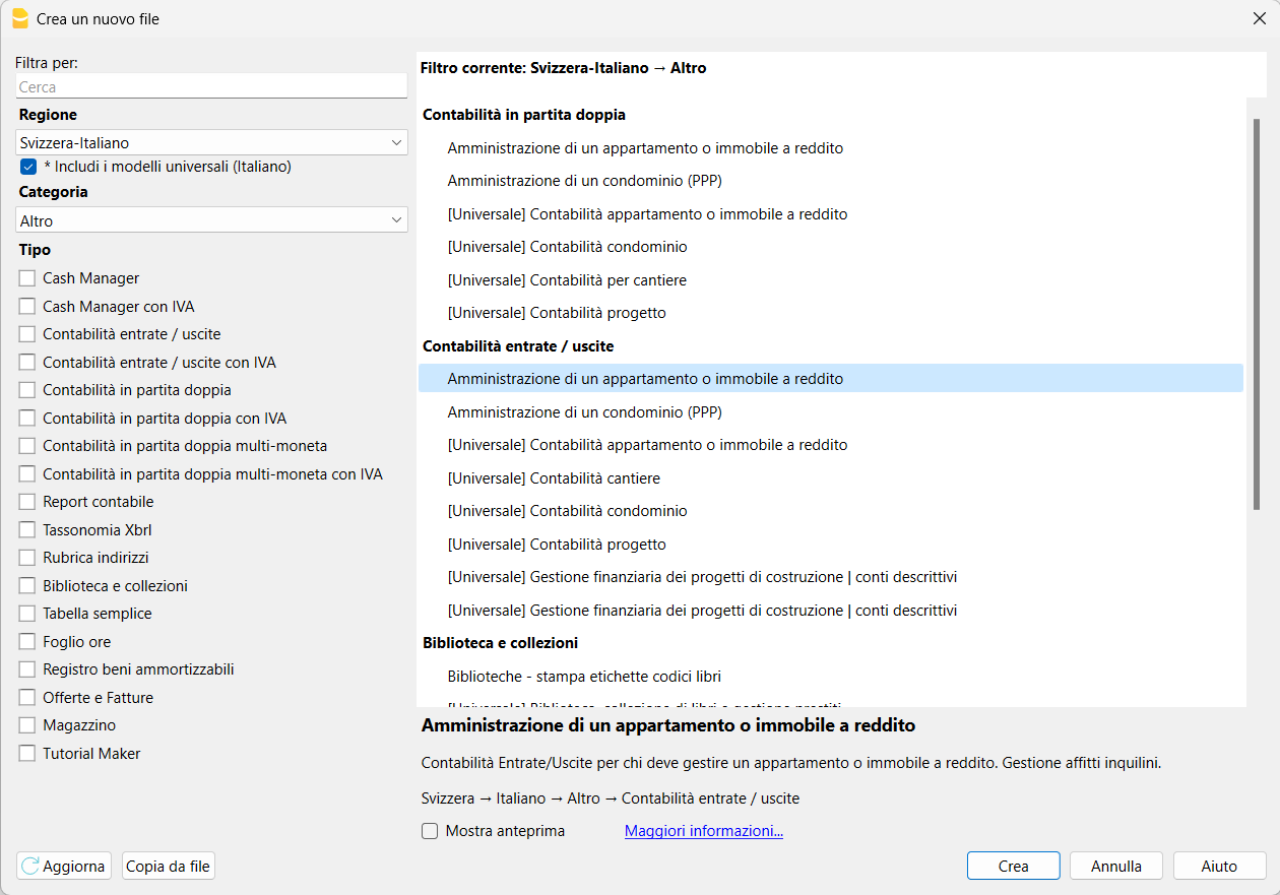 Crea un nuovo file
Filtra per:
Cerca
Regione
Svizzera-Italiano
* Includi i modelli universali (Italiano)
Categoria
Altro
Tipo
Cash Manager
Cash Manager con IVA
Contabilità entrate / uscite
Contabilità entrate / uscite con IVA
Contabilità in partita doppia
Contabilità in partita doppia con IVA
Contabilità in partita doppia multi-moneta
Contabilità in partita doppia multi-moneta con IVA
Report contabile
Tassonomia Xbrl
Rubrica indirizzi
Biblioteca e collezioni
Tabella semplice
Foglio ore
Registro beni ammortizzabili
Offerte e Fatture
Magazzino
Tutorial Maker
Aggiorna
Copia da file
Filtro corrente: Svizzera-Italiano → Altro
Contabilità in partita doppia
Amministrazione di un appartamento o immobile a reddito
Amministrazione di un condominio (PPP)
[Universale] Contabilità appartamento o immobile a reddito
[Universale] Contabilità condominio
[Universale] Contabilità per cantiere
[Universale] Contabilità progetto
Contabilità entrate / uscite
Amministrazione di un appartamento o immobile a reddito
Amministrazione di un condominio (PPP)
[Universale] Contabilità appartamento o immobile a reddito
[Universale] Contabilità cantiere
[Universale] Contabilità condominio
[Universale] Contabilità progetto
[Universale] Gestione finanziaria dei progetti di costruzione | conti descrittivi
[Universale] Gestione finanziaria dei progetti di costruzione | conti descrittivi
Biblioteca e collezioni
Biblioteche - stampa etichette codici libri
[Universale] Biblioteca, collezione di libri e gestione prestiti
Amministrazione di un appartamento o immobile a reddito
Contabilità Entrate/Uscite per chi deve gestire un appartamento o immobile a reddito. Gestione affitti inquilini.
Svizzera → Italiano → Altro → Contabilità entrate / uscite
Mostra anteprima
Maggiori informazioni...
Crea
Annulla
Aiuto